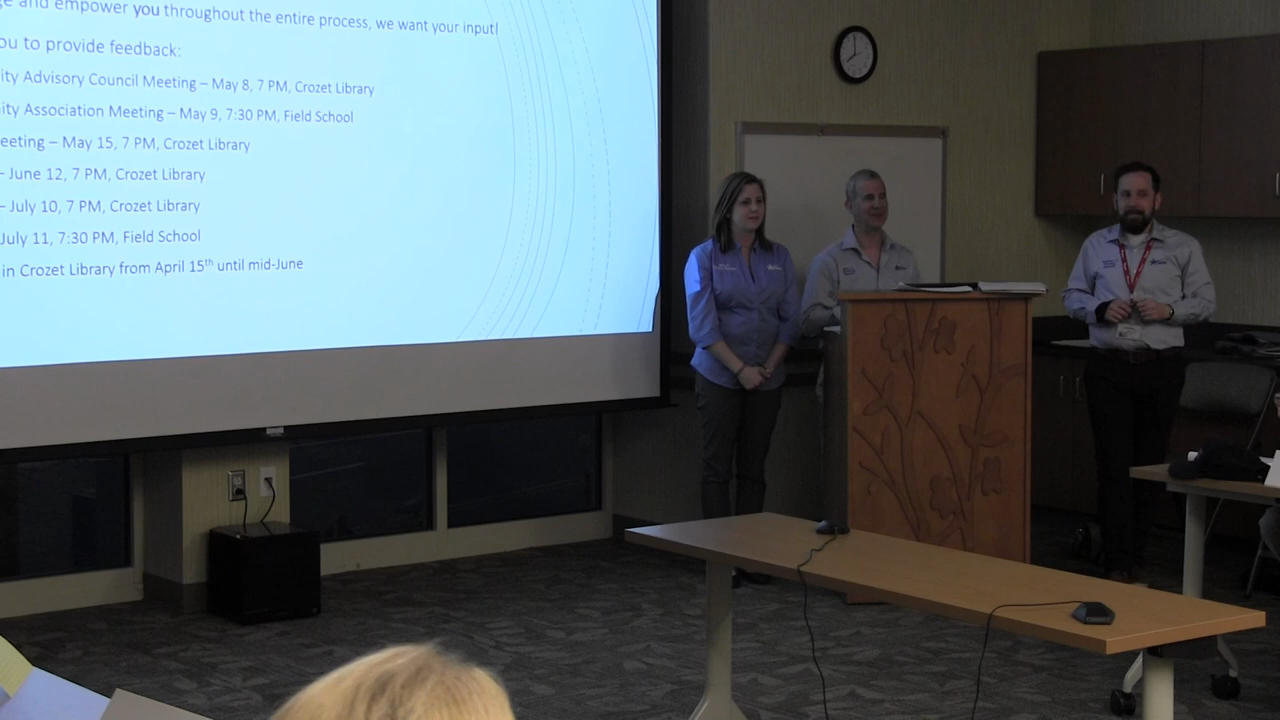 ge and empower you throughout the entire process, we want your input!
ou to provide feedback:
ity Advisory Council Meeting – May 8, 7 PM, Crozet Library
nity Association Meeting – May 9, 7:30 PM, Field School
eeting – May 15, 7 PM, Crozet Library
– June 12, 7 PM, Crozet Library
– July 10, 7 PM, Crozet Library
July 11, 7:30 PM, Field School
in Crozet Library from April 15th until mid-June